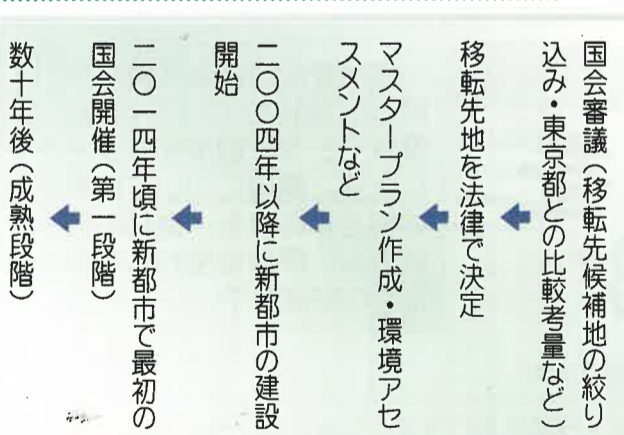 国会審議（移転先候補地の絞り
込み・東京都との比較考量など）
移転先地を法律で決定
マスタープラン作成・環境アセ
スメントなど
二〇〇四年以降に新都市の建設
開始
二〇一四年頃に新都市で最初の
国会開催（第一段階）
数十年後（成熟段階）